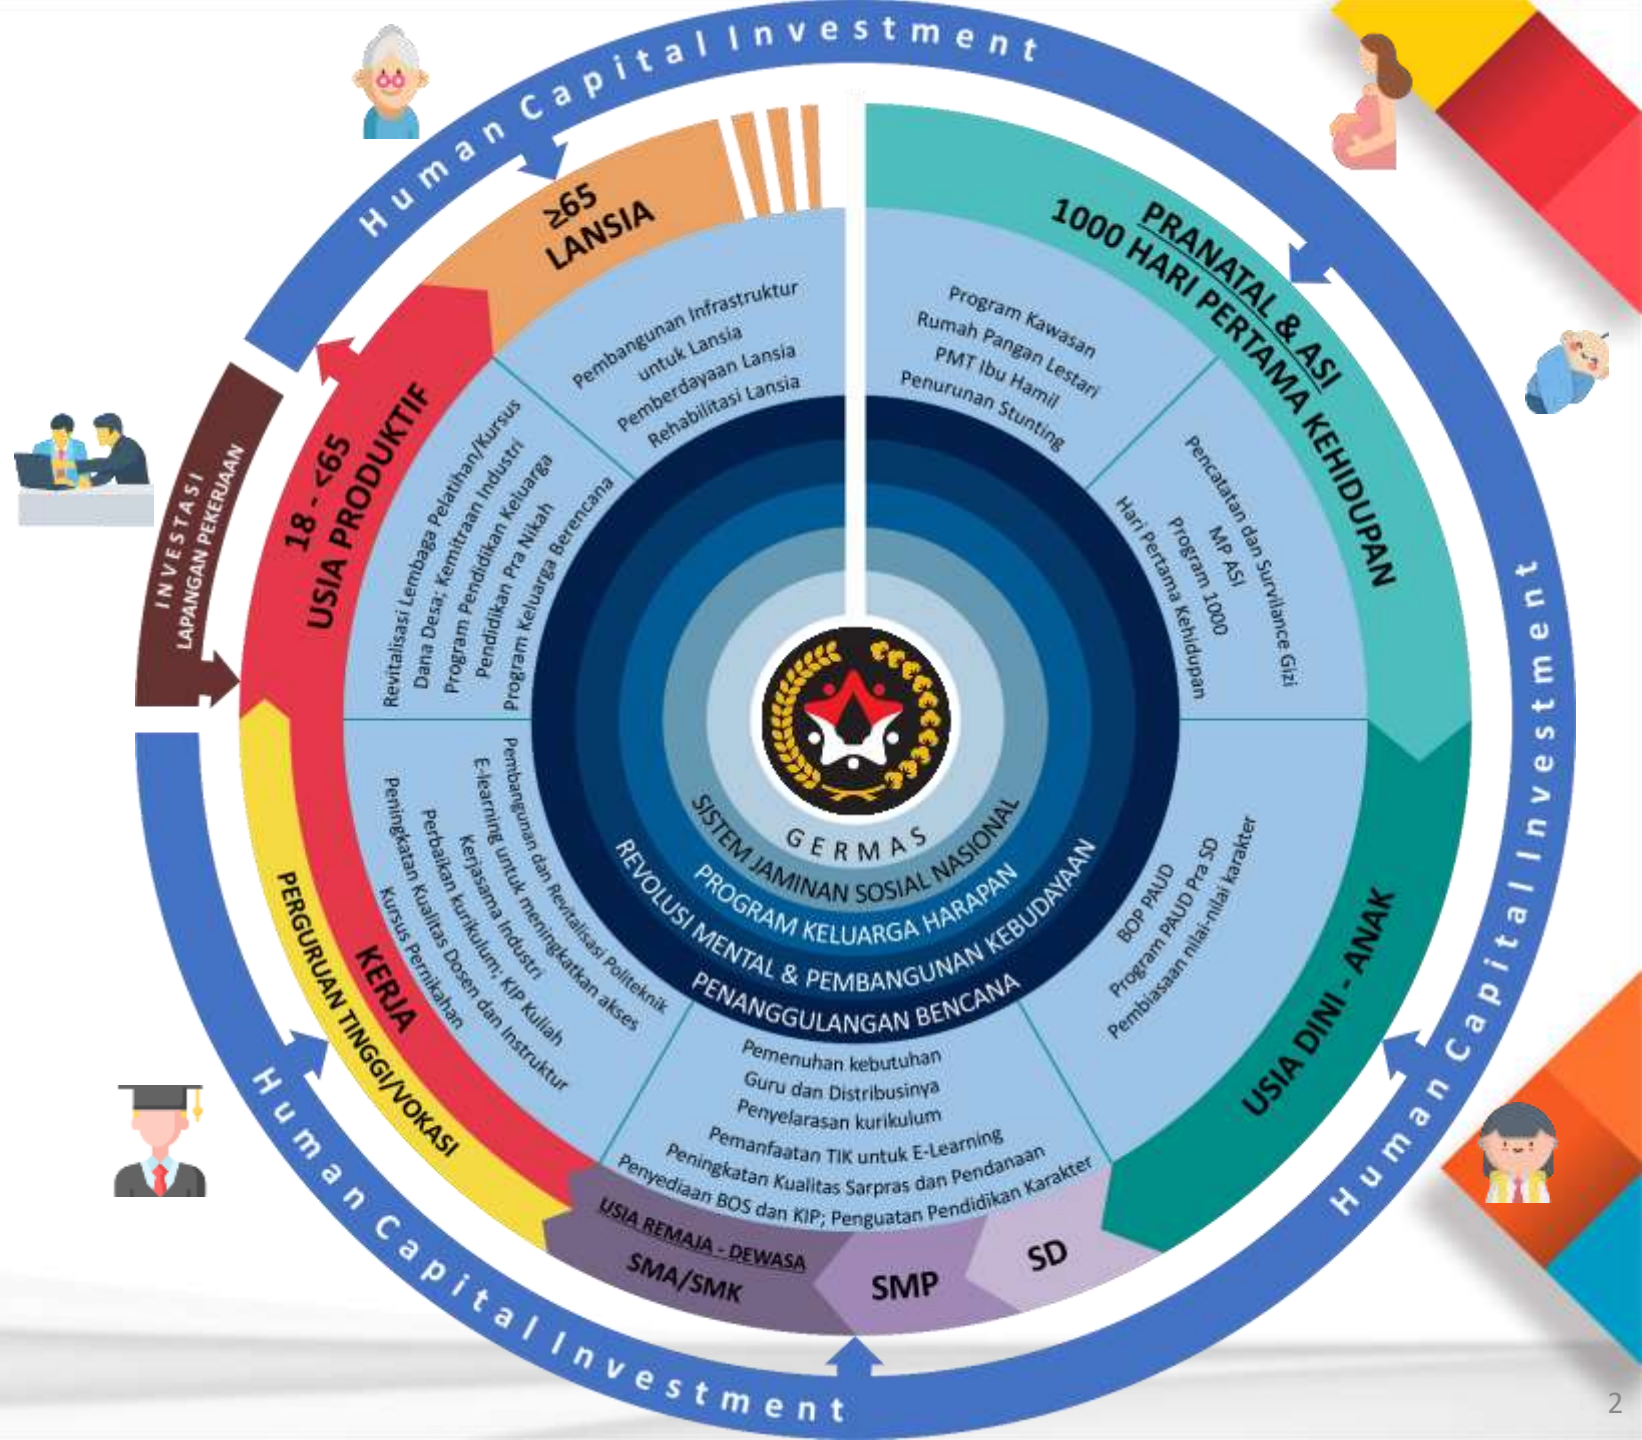 Human Capital Investment
Human Capital Investment
Human Capital Investment
INVESTASI
LAPANGAN PEKERJAAN
PRANATAL & ASI
1000 HARI PERTAMA KEHIDUPAN
Program Kawasan
Rumah Pangan Lestari
PMT Ibu Hamil
Penurunan Stunting
Pencatatan dan Survilance Gizi
MP ASI
Program 1000
Hari Pertama Kehidupan
USIA DINI - ANAK
BOP PAUD
Program PAUD Pra SD
Pembiasaan nilai-nilai karakter
SD
SMP
USIA REMAJA - DEWASA
SMA/SMK
Pemenuhan kebutuhan
Guru dan Distribusinya
Penyelarasan kurikulum
Pemanfaatan TIK untuk E-Learning
Peningkatan Kualitas Sarpras dan Pendanaan
Penyediaan BOS dan KIP; Penguatan Pendidikan Karakter
PERGURUAN TINGGI/VOKASI
KERJA
Pembangunan dan Revitalisasi Politeknik
E-learning untuk meningkatkan akses
Kerjasama Industri
Perbaikan kurikulum; KIP Kuliah
Peningkatan Kualitas Dosen dan Instruktur
Kursus Pernikahan
18 - <65
USIA PRODUKTIF
Revitalisasi Lembaga Pelatihan/Kursus
Dana Desa; Kemitraan Industri
Program Pendidikan Keluarga
Pendidikan Pra Nikah
Program Keluarga Berencana
≥65
LANSIA
Pembangunan Infrastruktur
untuk Lansia
Pemberdayaan Lansia
Rehabilitasi Lansia
GERMAS
SISTEM JAMINAN SOSIAL NASIONAL
PROGRAM KELUARGA HARAPAN
REVOLUSI MENTAL & PEMBANGUNAN KEBUDAYAAN
PENANGGULANGAN BENCANA
2